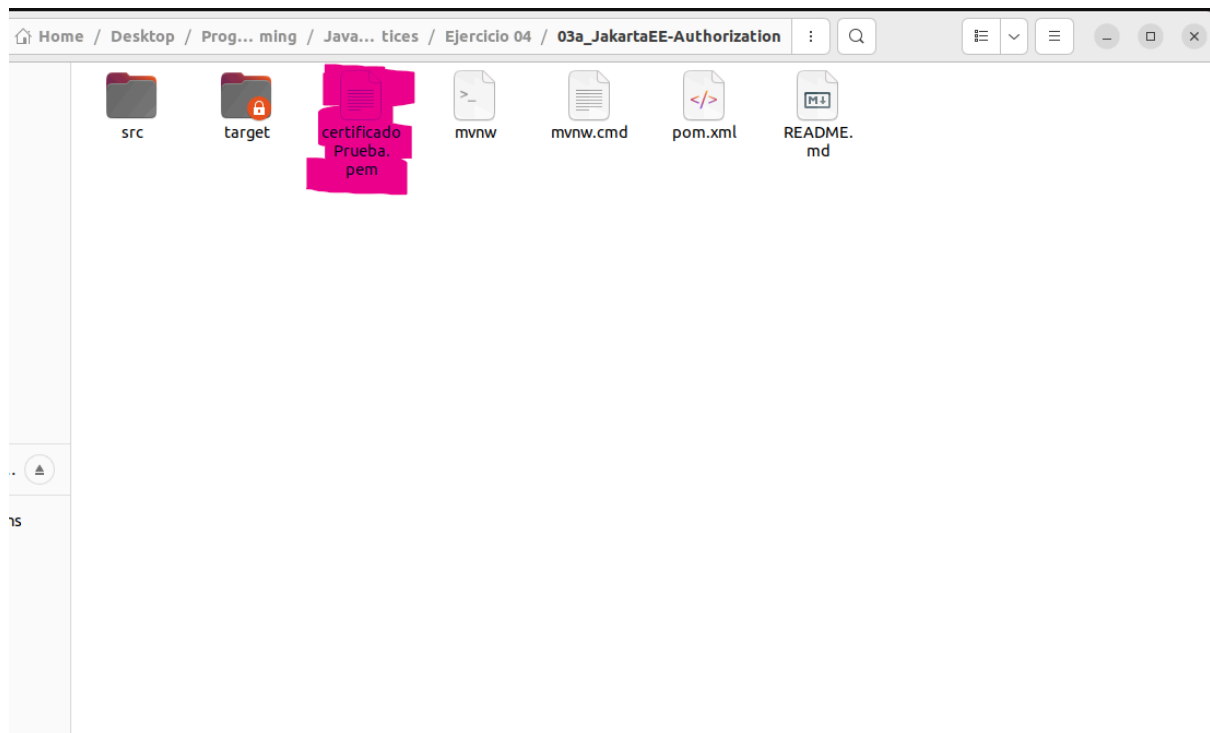 Home / Desktop / Prog... ming / Java... tices / Ejercicio 04 / 03a_JakartaEE-Authorization
src
target
certificado
Prueba.
pem
mvnw
mvnw.cmd
pom.xml
README.
md
..
ns